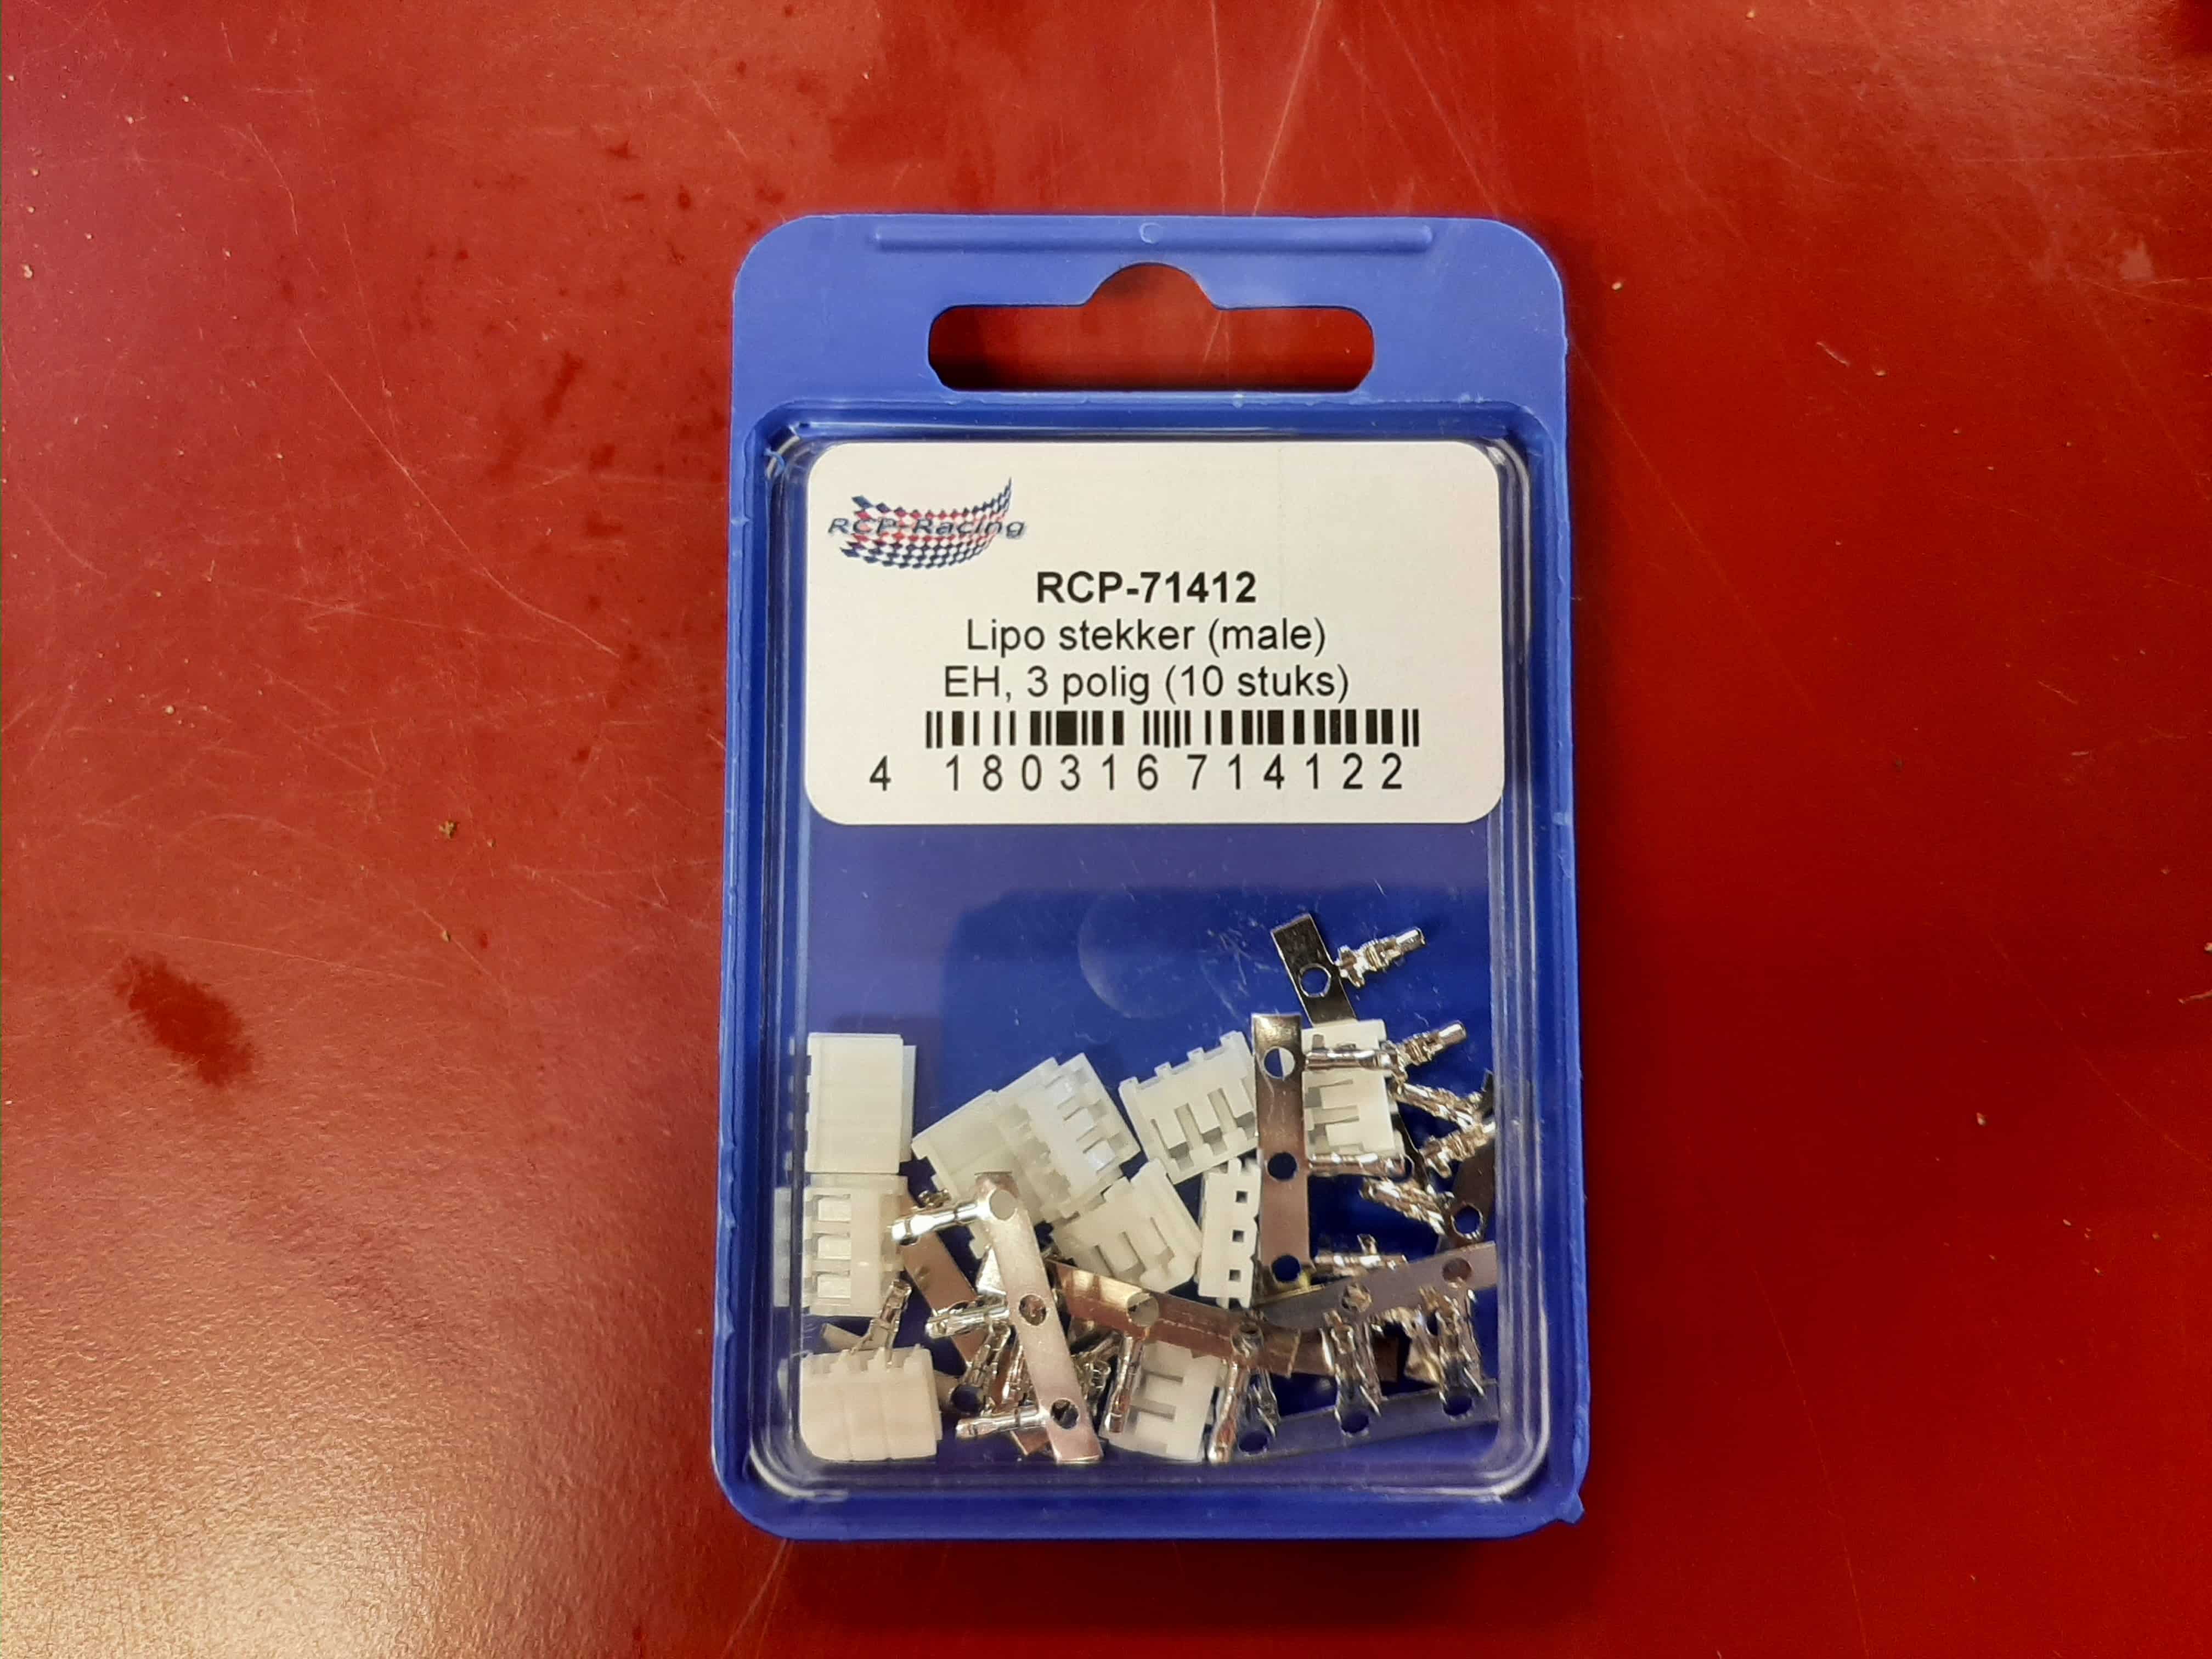 RCP-Racing
RCP-71412
Lipo stekker (male)
EH, 3 polig (10 stuks)
4 180316 714122